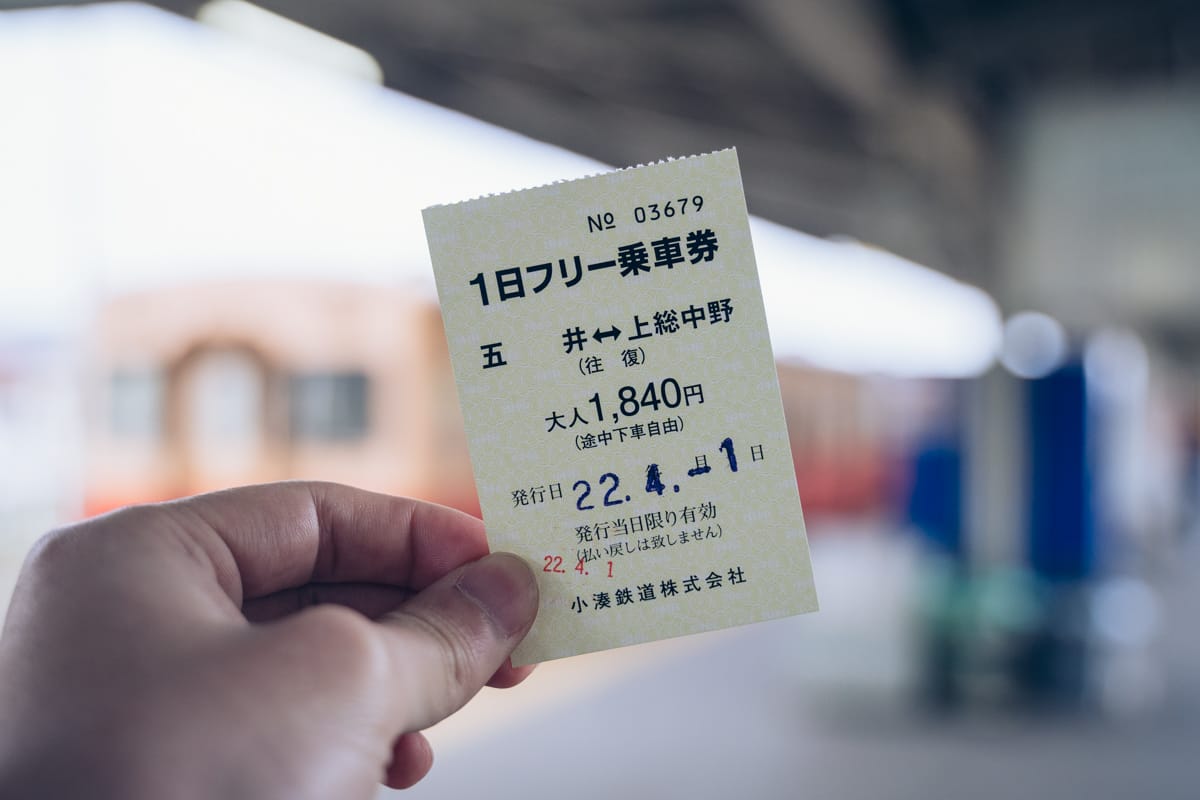 № 03679
1日フリー乗車券
五　井↔上総中野
(往　復)
大人1,840円
(途中下車自由)
発行日 22. 4. -1 日
発行当日限り有効
(払い戻しは致しません)
22. 4. 1
小湊鉄道株式会社